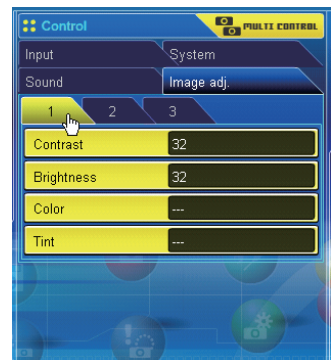 Control MULTI CONTROL
Input System
Sound Image adj.
1 2 3
Contrast 32
Brightness 32
Color ---
Tint ---